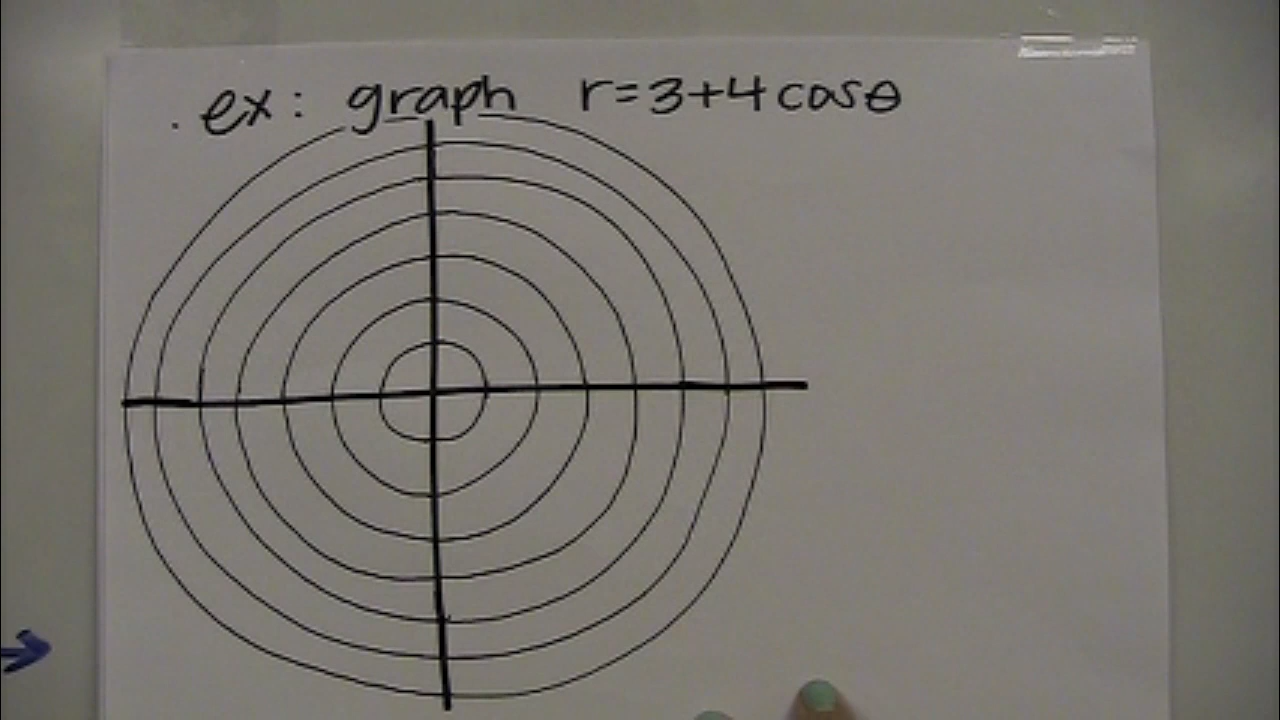 . ex: graph r=3+4cosθ